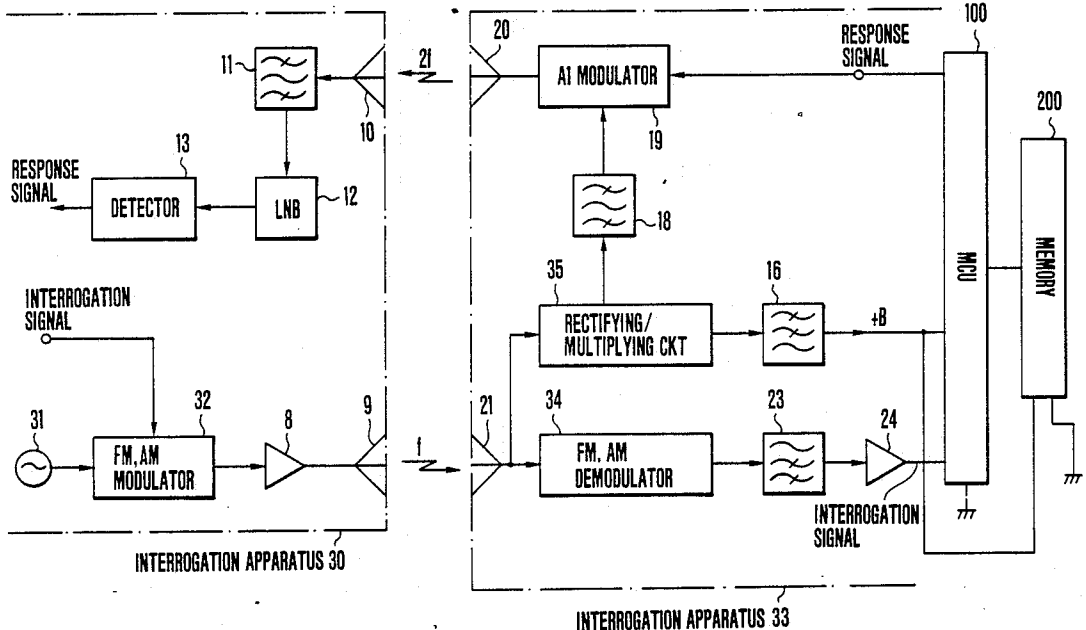 20
100
11
2f
RESPONSE
SIGNAL
A1 MODULATOR
10
19
200
13
RESPONSE
SIGNAL
DETECTOR
LNB
12
18
MCU
MEMORY
INTERROGATION
SIGNAL
35
RECTIFYING/
MULTIPLYING CKT
16
+B
31
32
FM, AM
MODULATOR
8
9
f
21
34
FM, AM
DEMODULATOR
23
24
INTERROGATION
SIGNAL
INTERROGATION APPARATUS 30
INTERROGATION APPARATUS 33